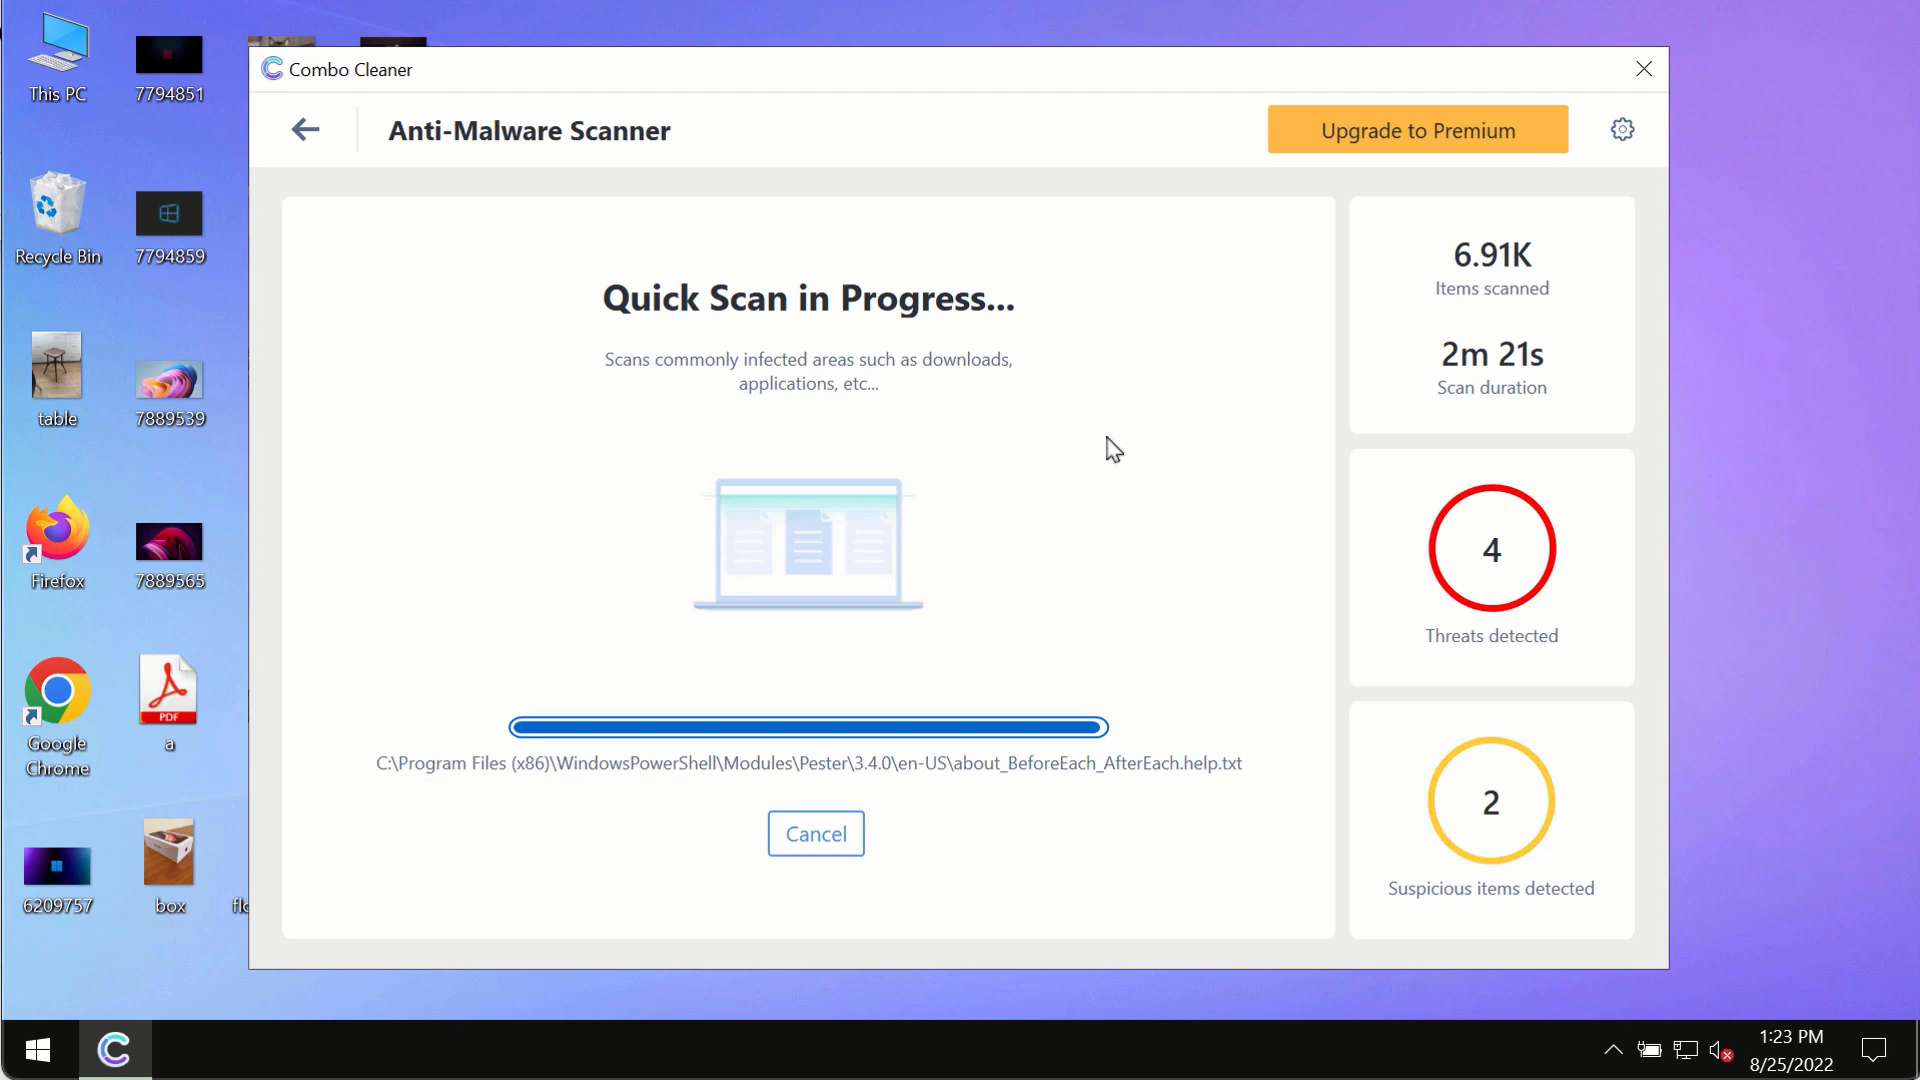 This PC
7794851
Recycle Bin
7794859
table
7889539
Firefox
7889565
Google
Chrome
PDF
a
6209757
box
Combo Cleaner
Anti-Malware Scanner
Upgrade to Premium
Quick Scan in Progress...
Scans commonly infected areas such as downloads,
applications, etc...
C:\Program Files (x86)\WindowsPowerShell\Modules\Pester\3.4.0\en-US\about_BeforeEach_AfterEach.help.txt
Cancel
6.91K
Items scanned
2m 21s
Scan duration
4
Threats detected
2
Suspicious items detected
1:23 PM
8/25/2022